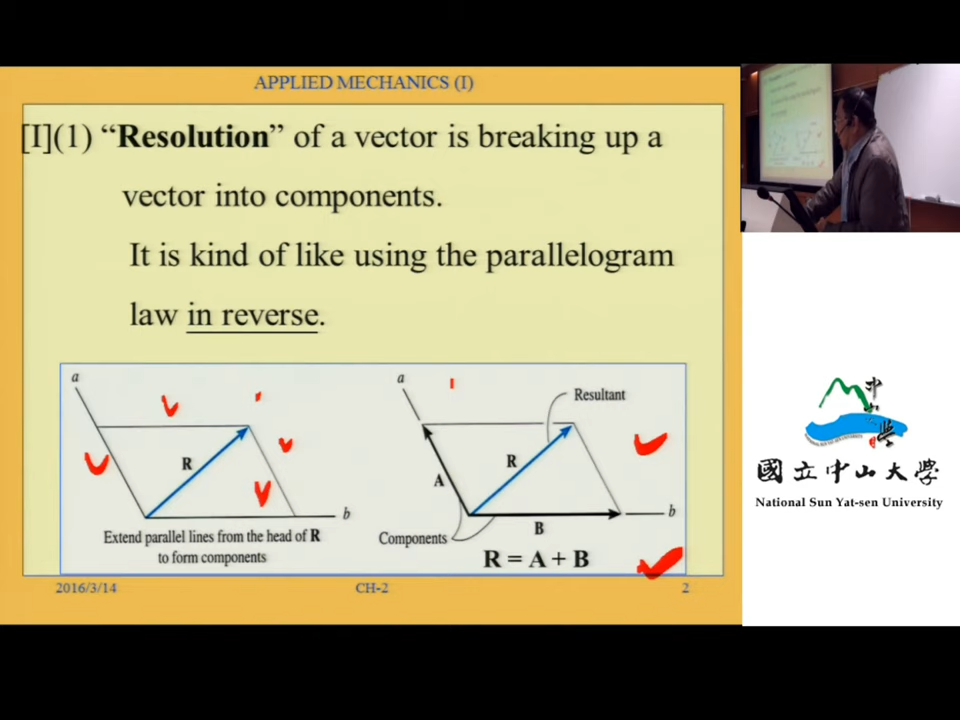 APPLIED MECHANICS (I)
[I](1) “Resolution” of a vector is breaking up a
vector into components.
It is kind of like using the parallelogram
law in reverse.
a
R
b
Extend parallel lines from the head of R
to form components
a
Resultant
R
A
b
B
Components
R = A + B
2016/3/14
CH-2
2
國立中山大學
National Sun Yat-sen University